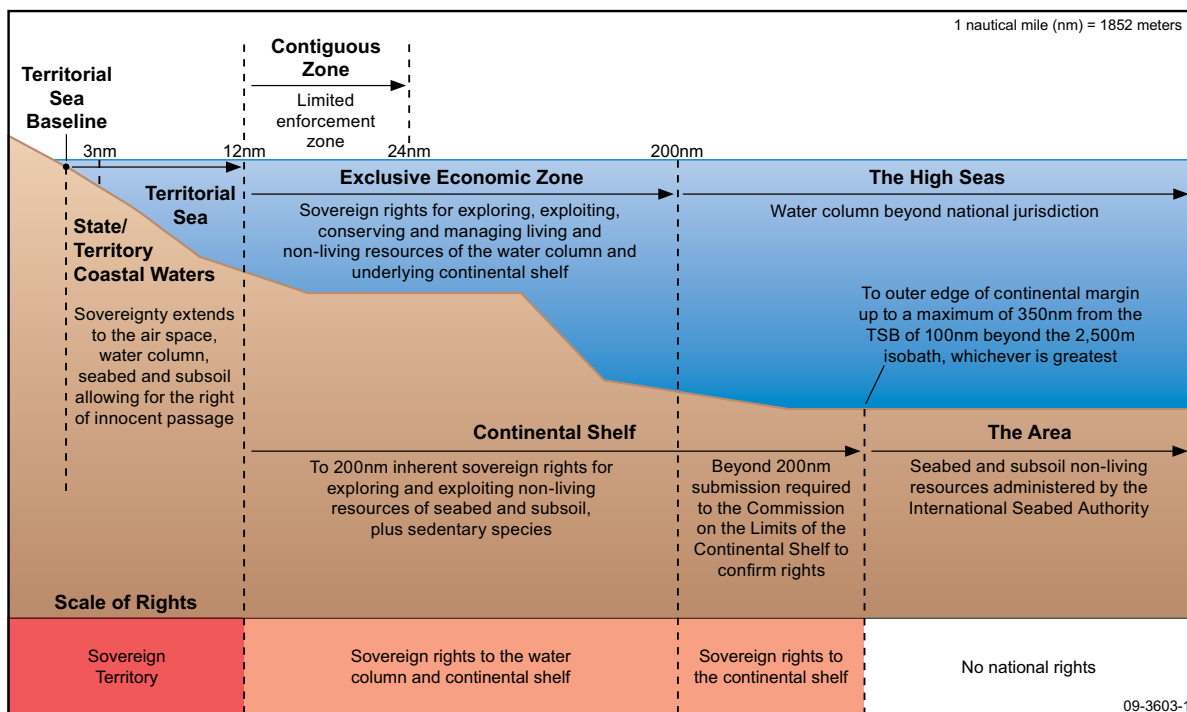 1 nautical mile (nm) = 1852 meters
Contiguous
Zone
Limited
enforcement
zone
Territorial
Sea
Baseline
3nm
12nm
24nm
200nm
Territorial
Sea
State/
Territory
Coastal Waters
Sovereignty extends
to the air space,
water column,
seabed and subsoil
allowing for the right
of innocent passage
Exclusive Economic Zone
Sovereign rights for exploring, exploiting,
conserving and managing living and
non-living resources of the water column and
underlying continental shelf
The High Seas
Water column beyond national jurisdiction
To outer edge of continental margin
up to a maximum of 350nm from the
TSB of 100nm beyond the 2,500m
isobath, whichever is greatest
Continental Shelf
To 200nm inherent sovereign rights for
exploring and exploiting non-living
resources of seabed and subsoil,
plus sedentary species
Beyond 200nm
submission required
to the Commission
on the Limits of the
Continental Shelf to
confirm rights
The Area
Seabed and subsoil non-living
resources administered by the
International Seabed Authority
Scale of Rights
Sovereign
Territory
Sovereign rights to the water
column and continental shelf
Sovereign rights to
the continental shelf
No national rights
09-3603-1